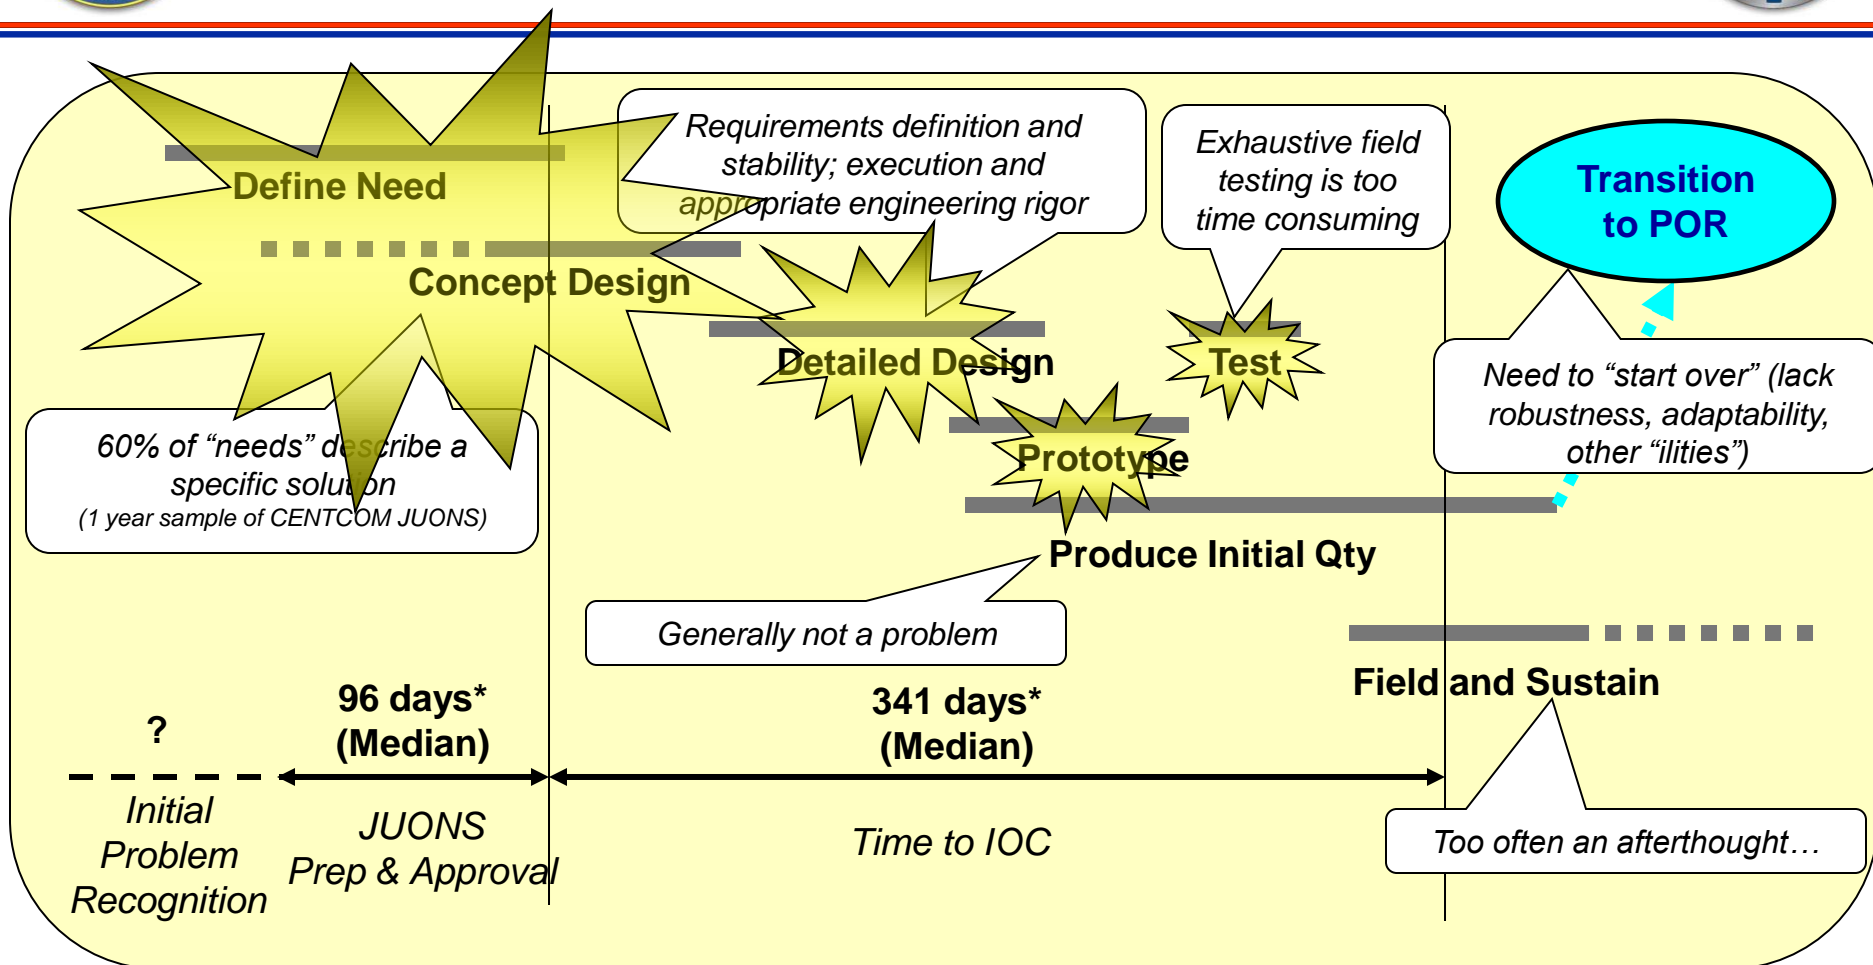 Define Need
Concept Design
Requirements definition and
stability; execution and
appropriate engineering rigor
Exhaustive field
testing is too
time consuming
Transition
to POR
Detailed Design
Test
Need to “start over” (lack
robustness, adaptability,
other “ilities”)
60% of “needs” describe a
specific solution
(1 year sample of CENTCOM JUONS)
Prototype
Produce Initial Qty
Generally not a problem
Field and Sustain
?
96 days*
(Median)
341 days*
(Median)
Initial
Problem
Recognition
JUONS
Prep & Approval
Time to IOC
Too often an afterthought…